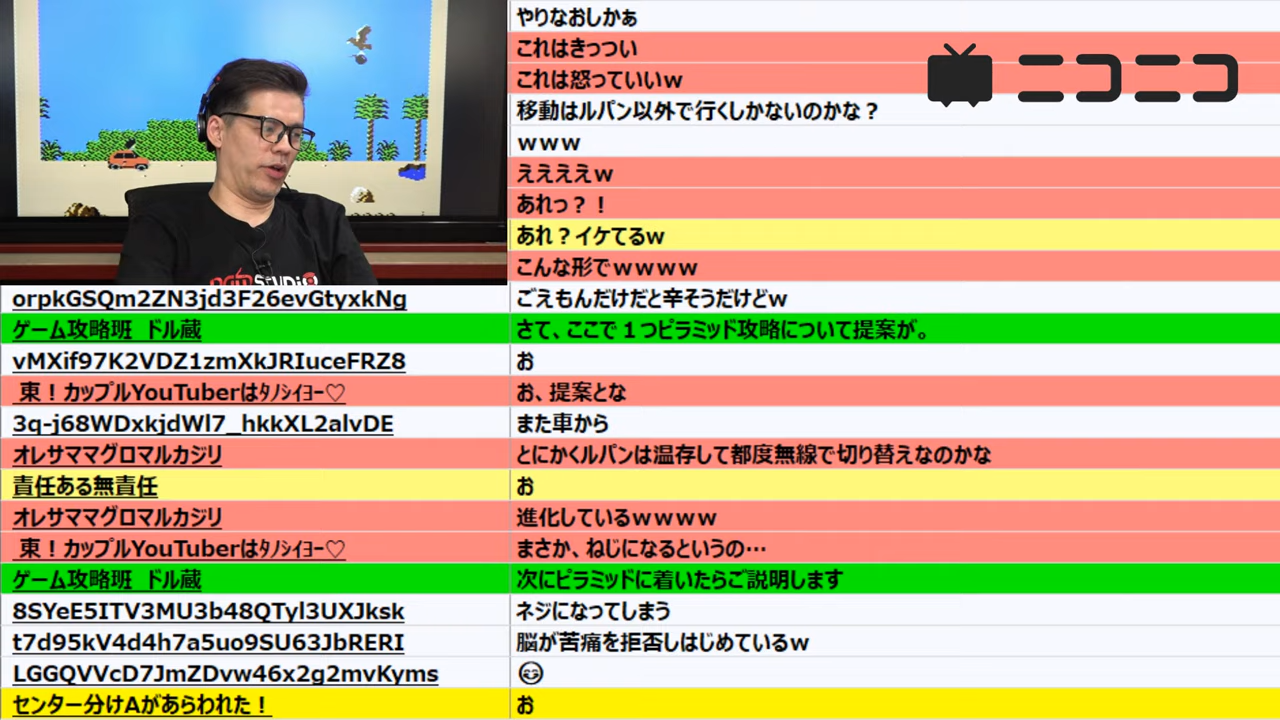 やりなおしかぁ
これはきっつい
これは怒っていいｗ
ニコニコ
移動はルパン以外で行くしかないのかな？
ｗｗｗ
ええええｗ
あれっ？！
あれ？イケてるｗ
こんな形でｗｗｗｗ
orpkGSQm2ZN3jd3F26evGtyxkNg ごえもんだけだと辛そうだけどｗ
ゲーム攻略班　ドル蔵 さて、ここで１つピラミッド攻略について提案が。
vMXif97K2VDZ1zmXkJRIuceFRZ8 お
東！カップルYouTuberはﾀﾉｼｲﾖｰ♡ お、提案とな
3q-j68WDxkjdWl7_hkkXL2alvDE また車から
オレサママグロマルカジリ とにかくルパンは温存して都度無線で切り替えなのかな
責任ある無責任 お
オレサママグロマルカジリ 進化しているｗｗｗｗ
東！カップルYouTuberはﾀﾉｼｲﾖｰ♡ まさか、ねじになるというの…
ゲーム攻略班　ドル蔵 次にピラミッドに着いたらご説明します
8SYeE5ITV3MU3b48QTyl3UXJksk ネジになってしまう
t7d95kV4d4h7a5uo9SU63JbRERI 脳が苦痛を拒否しはじめているｗ
LGGQVVcD7JmZDvw46x2g2mvKyms 😂
センター分けAがあらわれた！ お